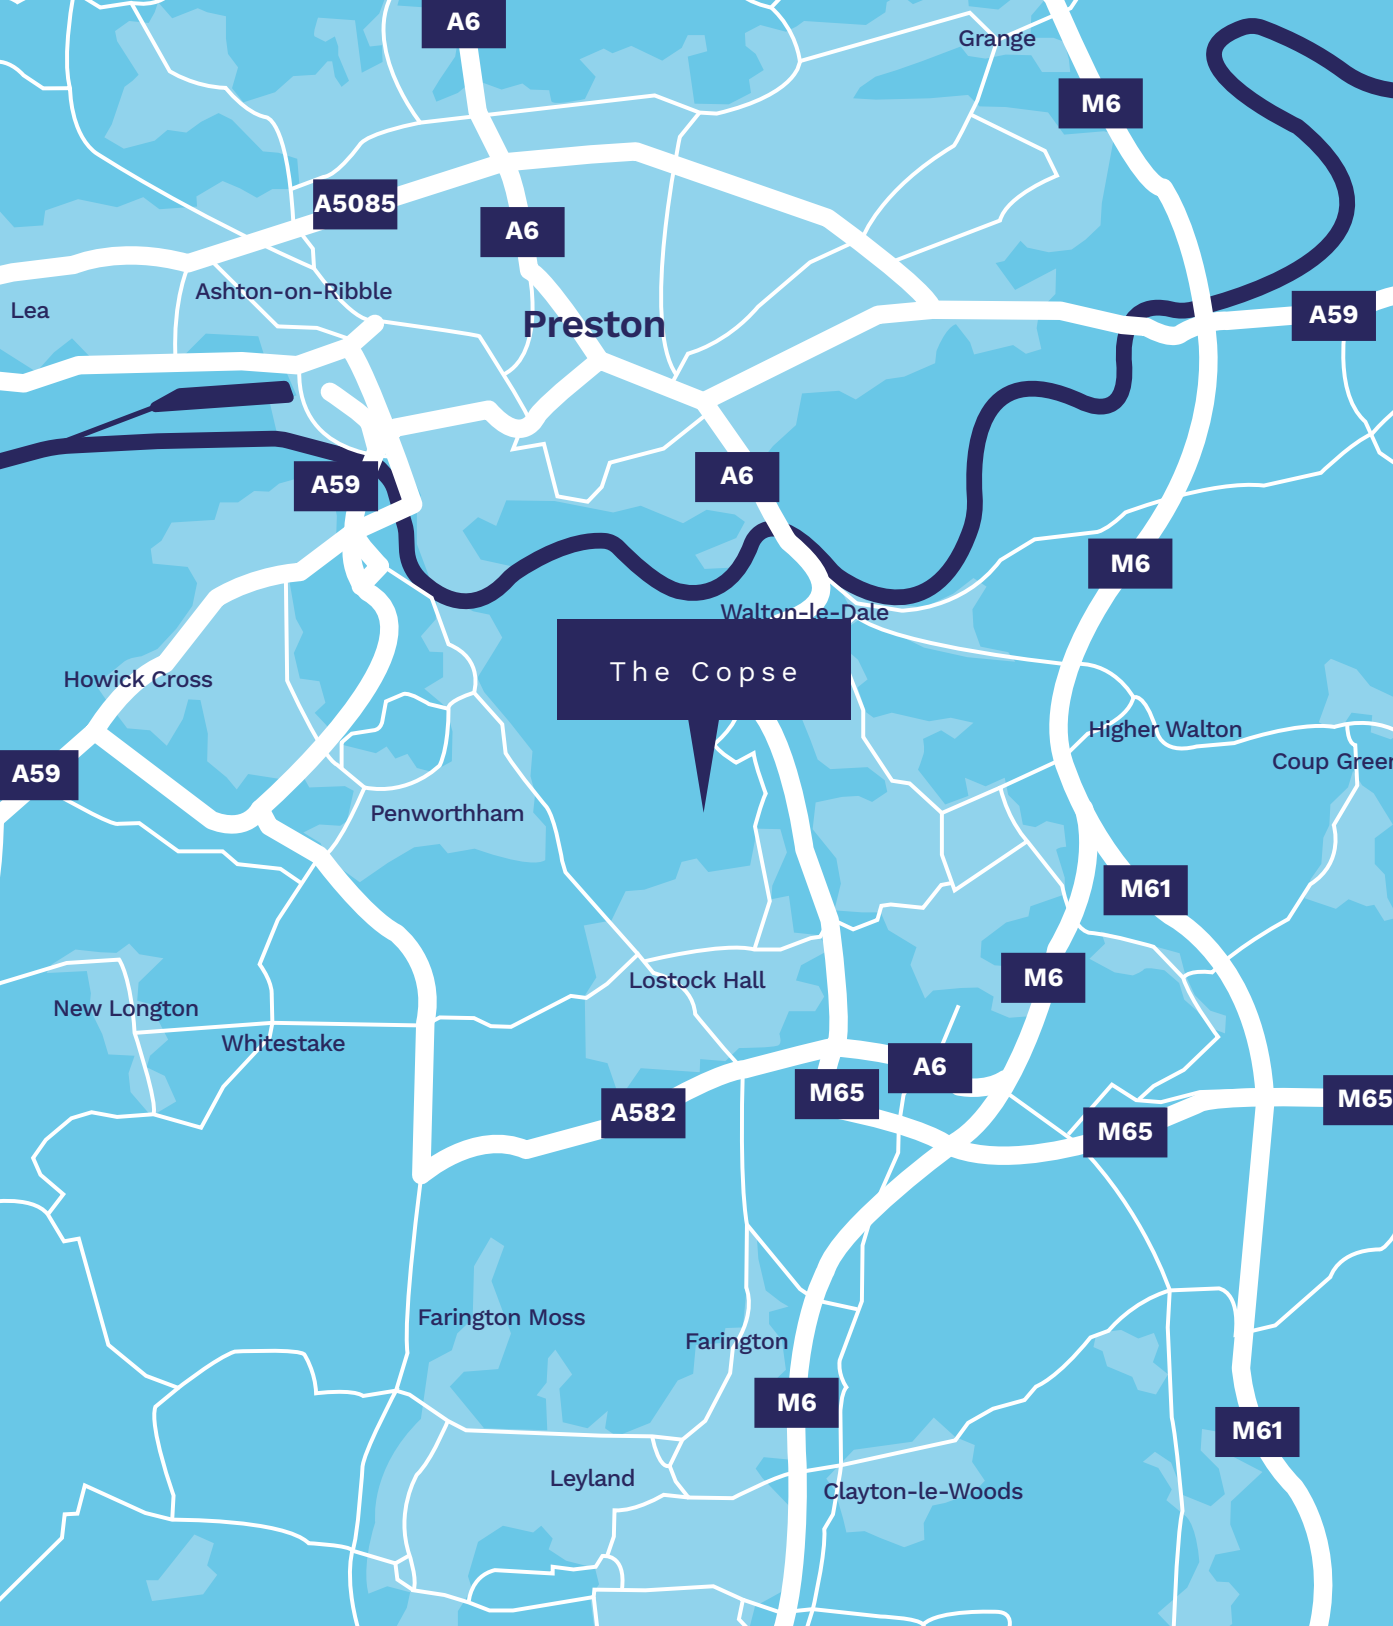 A6
Grange
M6
A5085
A6
Ashton-on-Ribble
Lea
Preston
A59
A6
A59
M6
Walton-le-Dale
The Copse
Howick Cross
Higher Walton
Coup Green
A59
Penworthham
M61
Lostock Hall
M6
New Longton
Whitestake
A6
M65
M65
A582
M65
Farington Moss
Farington
M6
M61
Leyland
Clayton-le-Woods